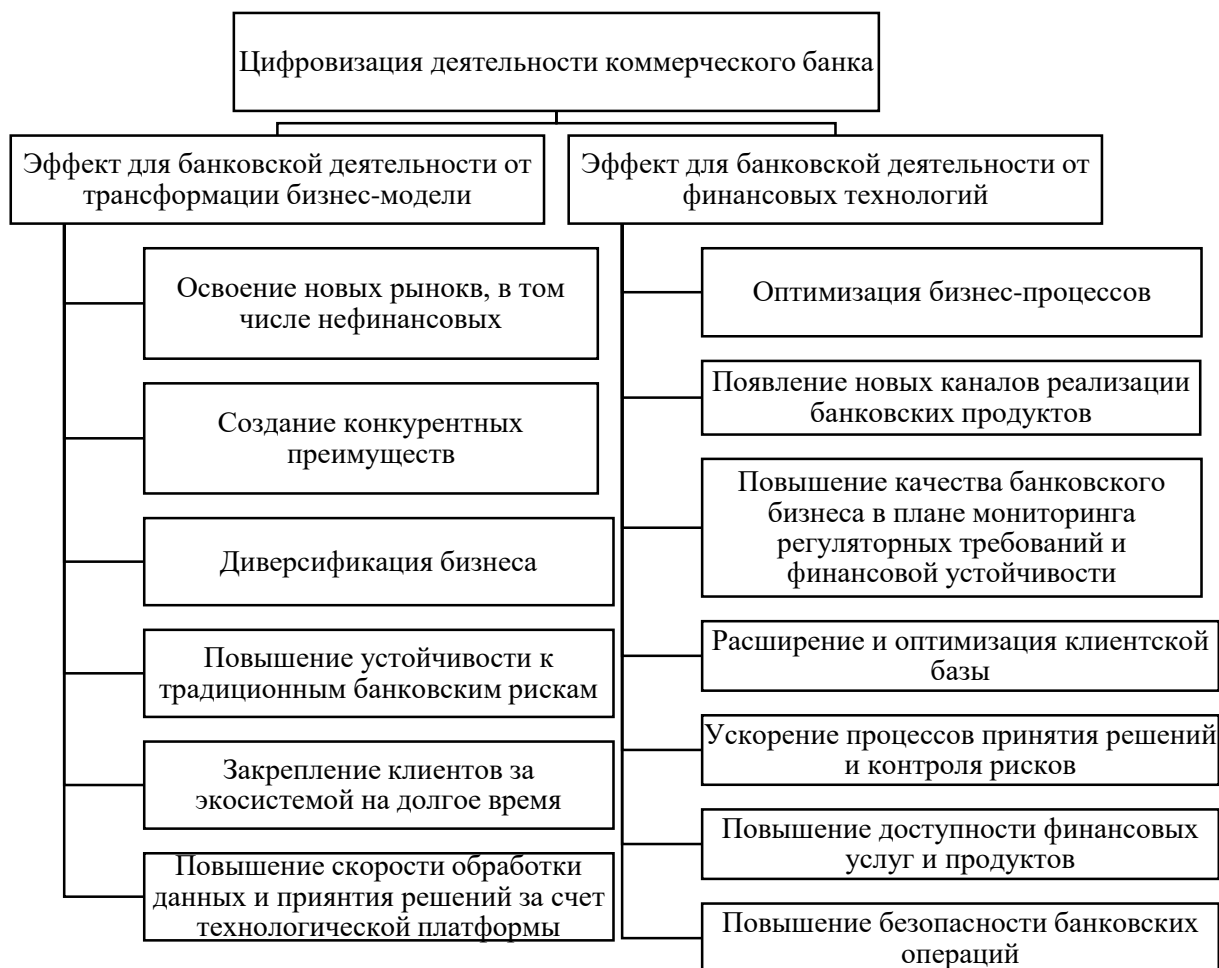 Цифровизация деятельности коммерческого банка
Эффект для банковской деятельности от
трансформации бизнес-модели
Освоение новых рынокв, в том
числе нефинансовых
Создание конкурентных
преимуществ
Диверсификация бизнеса
Повышение устойчивости к
традиционным банковским рискам
Закрепление клиентов за
экосистемой на долгое время
Повышение скорости обработки
данных и приянтия решений за счет
технологической платформы
Эффект для банковской деятельности от
финансовых технологий
Оптимизация бизнес-процессов
Появление новых каналов реализации
банковских продуктов
Повышение качества банковского
бизнеса в плане мониторинга
регуляторных требований и
финансовой устойчивости
Расширение и оптимизация клиентской
базы
Ускорение процессов принятия решений
и контроля рисков
Повышение доступности финансовых
услуг и продуктов
Повышение безопасности банковских
операций